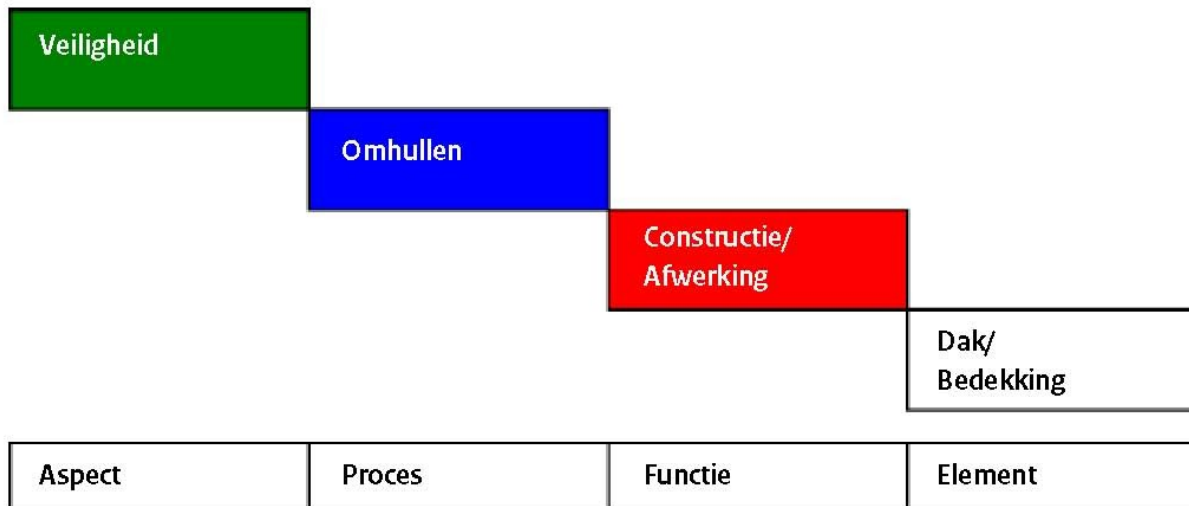 Veiligheid
Omhullen
Constructie/
Afwerking
Dak/
Bedekking
Aspect Proces Functie Element